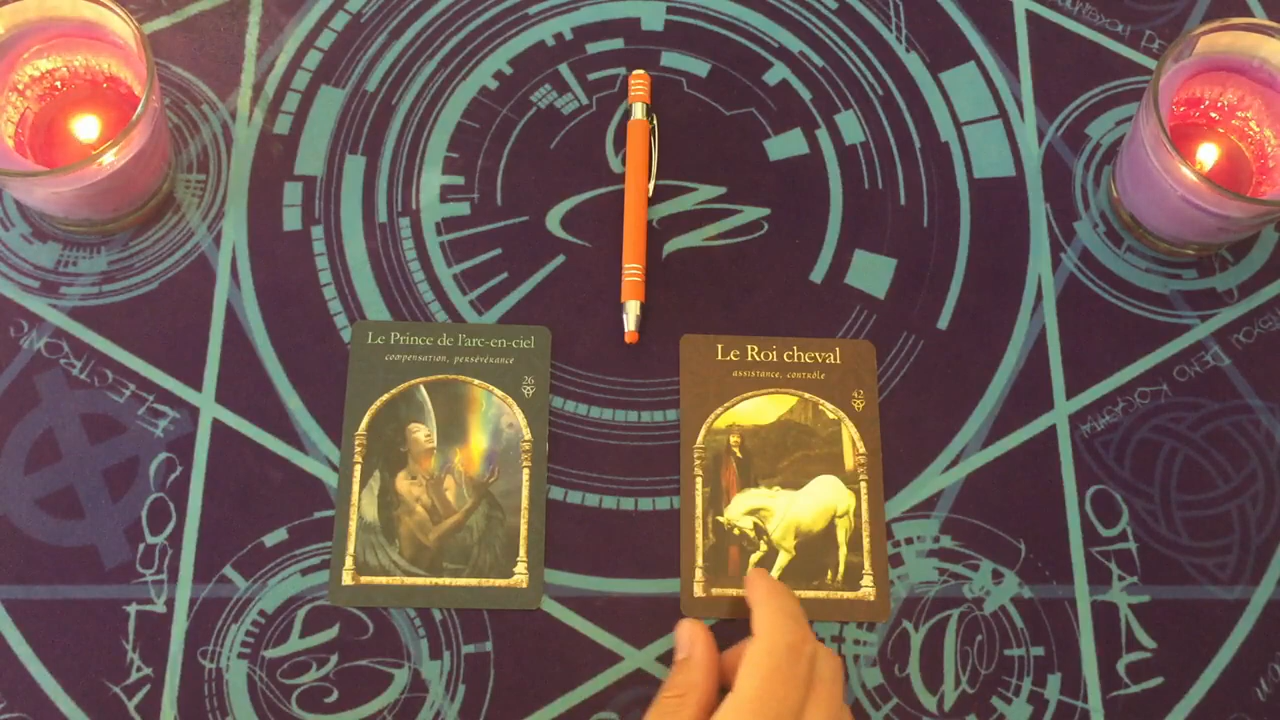 Le Prince de l'arc-en-ciel
compensation, persévérance
26
Le Roi cheval
assistance, contrôle
42
ELECTRONIC
COSPLAY
OTAKU